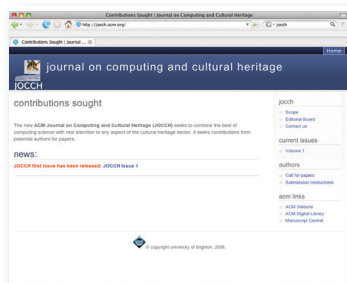 Contributions Sought | Journal on Computing and Cultural Heritage
http://jocch.acm.org/
jocch
Contributions Sought | Journal ...
Home
journal on computing and cultural heritage
JOCCH
contributions sought
The new ACM Journal on Computing and Cultural Heritage (JOCCH) seeks to combine the best of
computing science with real attention to any aspect of the cultural heritage sector. It seeks contributions from
potential authors for papers.
news:
JOCCH first issue has been released: JOCCH Issue 1
jocch
Scope
Editorial Board
Contact us
current issues
Volume 1
authors
Call for papers
Submission Instructions
acm links
ACM Website
ACM Digital Library
Manuscript Central
© copyright university of brighton, 2008.